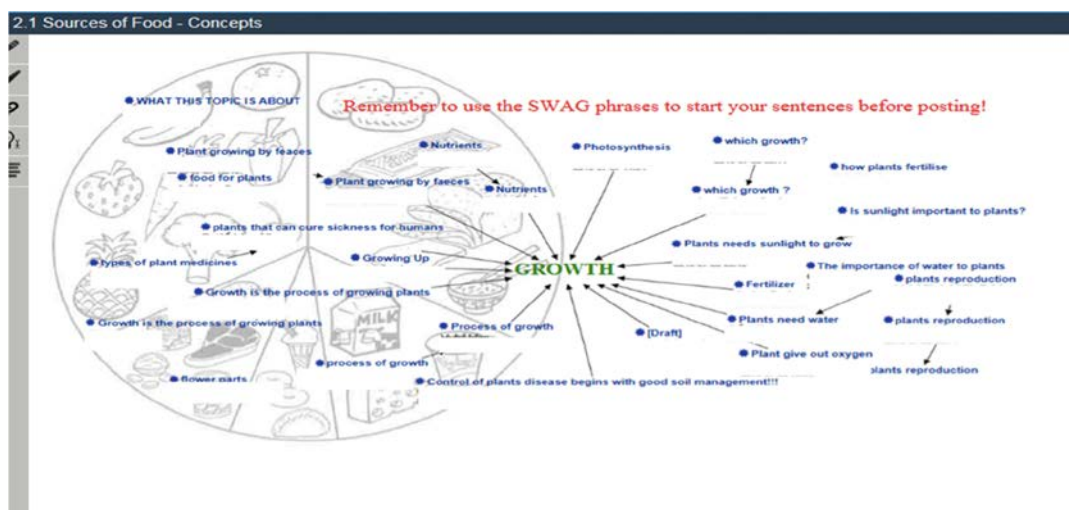 2.1 Sources of Food - Concepts
WHAT THIS TOPIC IS ABOUT
Remember to use the SWAG phrases to start your sentences before posting!
Plant growing by feaces
Nutrients
Photosynthesis
which growth?
how plants fertilise
food for plants
Plant growing by faeces
Nutrients
which growth ?
Is sunlight important to plants?
plants that can cure sickness for humans
Plants needs sunlight to grow
types of plant medicines
Growing Up
GROWTH
The importance of water to plants
plants reproduction
Growth is the process of growing plants
Fertilizer
Growth is the process of growing plants
Process of growth
[Draft]
Plants need water
plants reproduction
MILK
process of growth
Plant give out oxygen
plants reproduction
flower parts
Control of plants disease begins with good soil management!!!